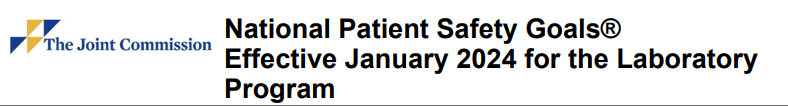 The Joint Commission
National Patient Safety Goals®
Effective January 2024 for the Laboratory
Program